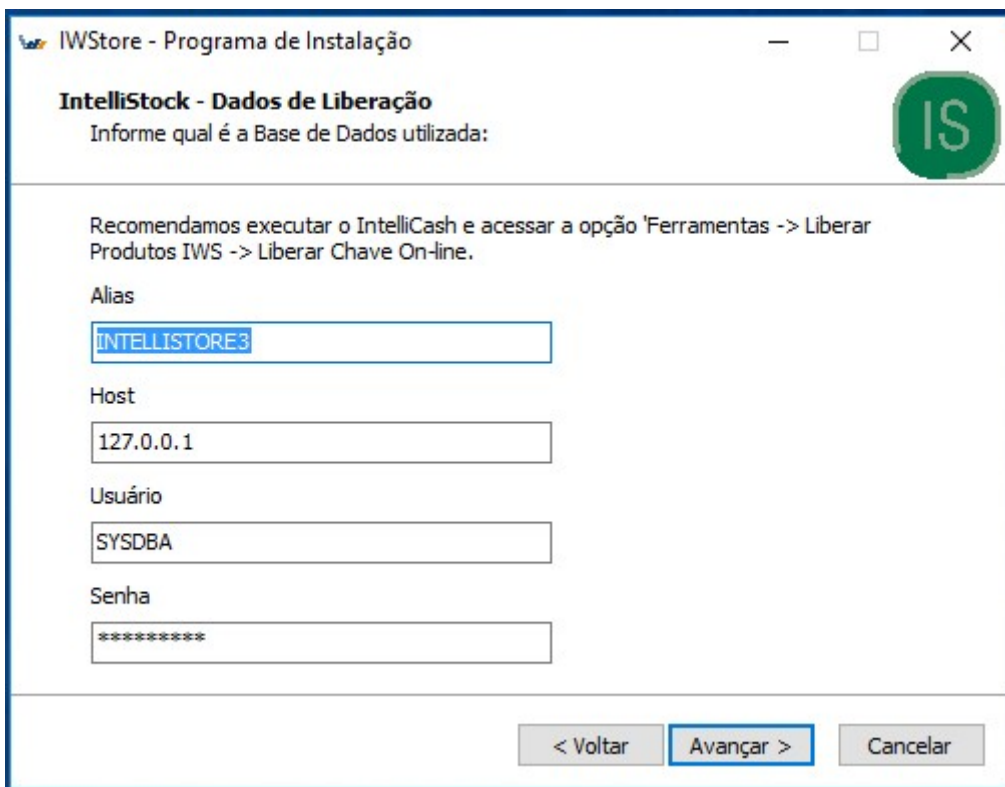 IWStore - Programa de Instalação
IntelliStock - Dados de Liberação
Informe qual é a Base de Dados utilizada:
IS
Recomendamos executar o IntelliCash e acessar a opção 'Ferramentas -> Liberar
Produtos IWS -> Liberar Chave On-line.
Alias
INTELLISTORE3
Host
127.0.0.1
Usuário
SYSDBA
Senha
*********
< Voltar
Avançar >
Cancelar